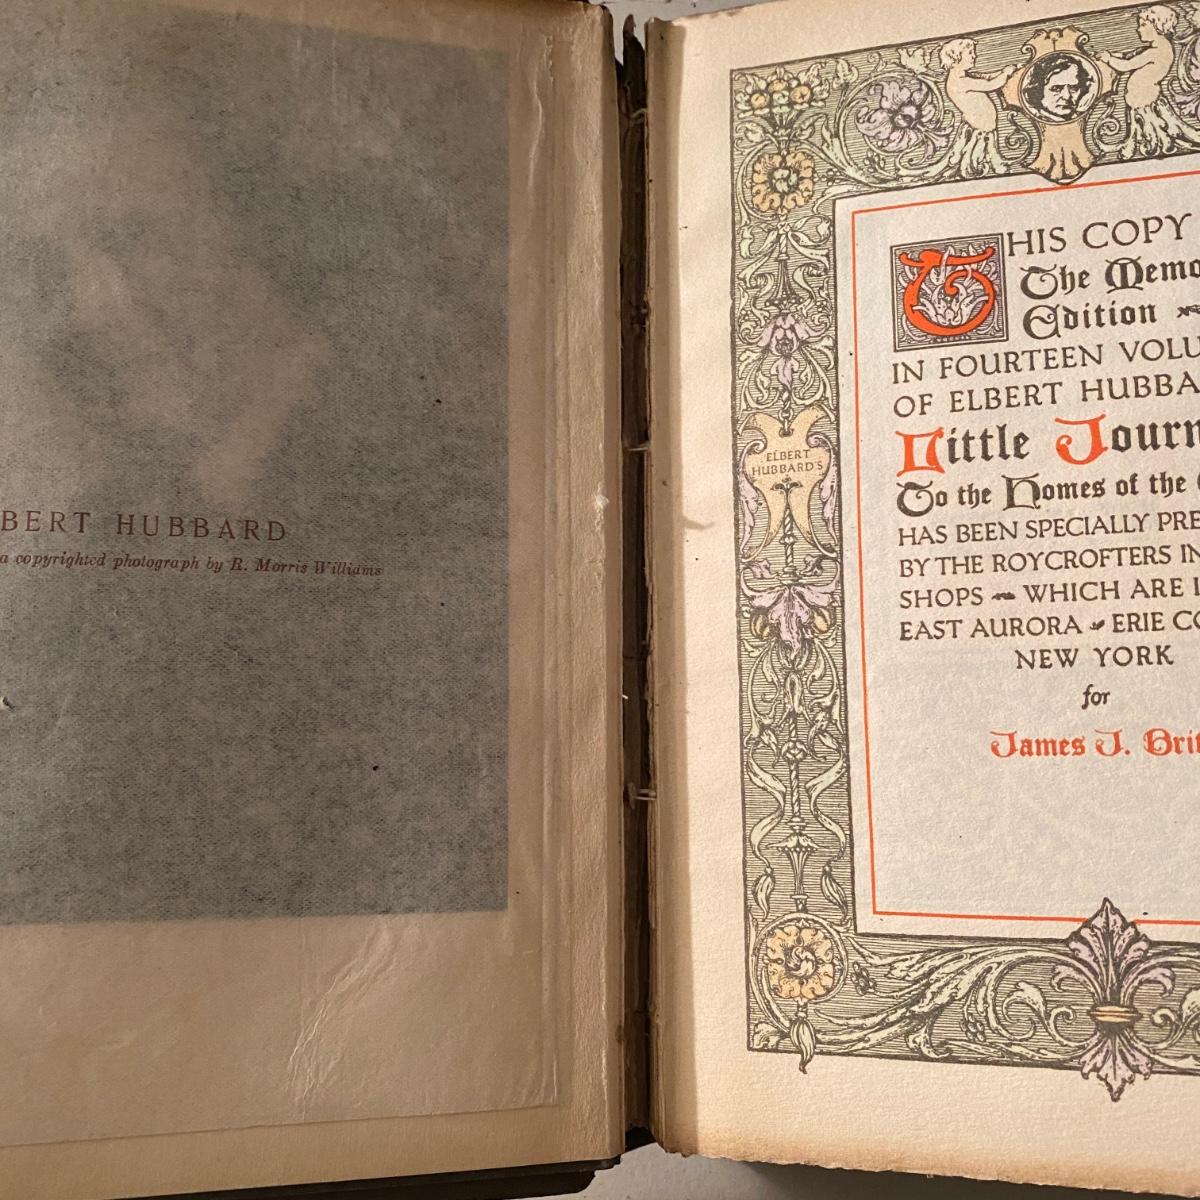 BERT HUBBARD
a copyrighted photograph by R. Morris Williams
ELBERT
HUBBARD'S
THIS COPY
The Memo
Edition
IN FOURTEEN VOLU
OF ELBERT HUBBA
Little Journ
To the Homes of the
HAS BEEN SPECIALLY PRE
BY THE ROYCROFTERS IN
SHOPS WHICH ARE I
EAST AURORA ERIE CO
NEW YORK
for
James J. Brit